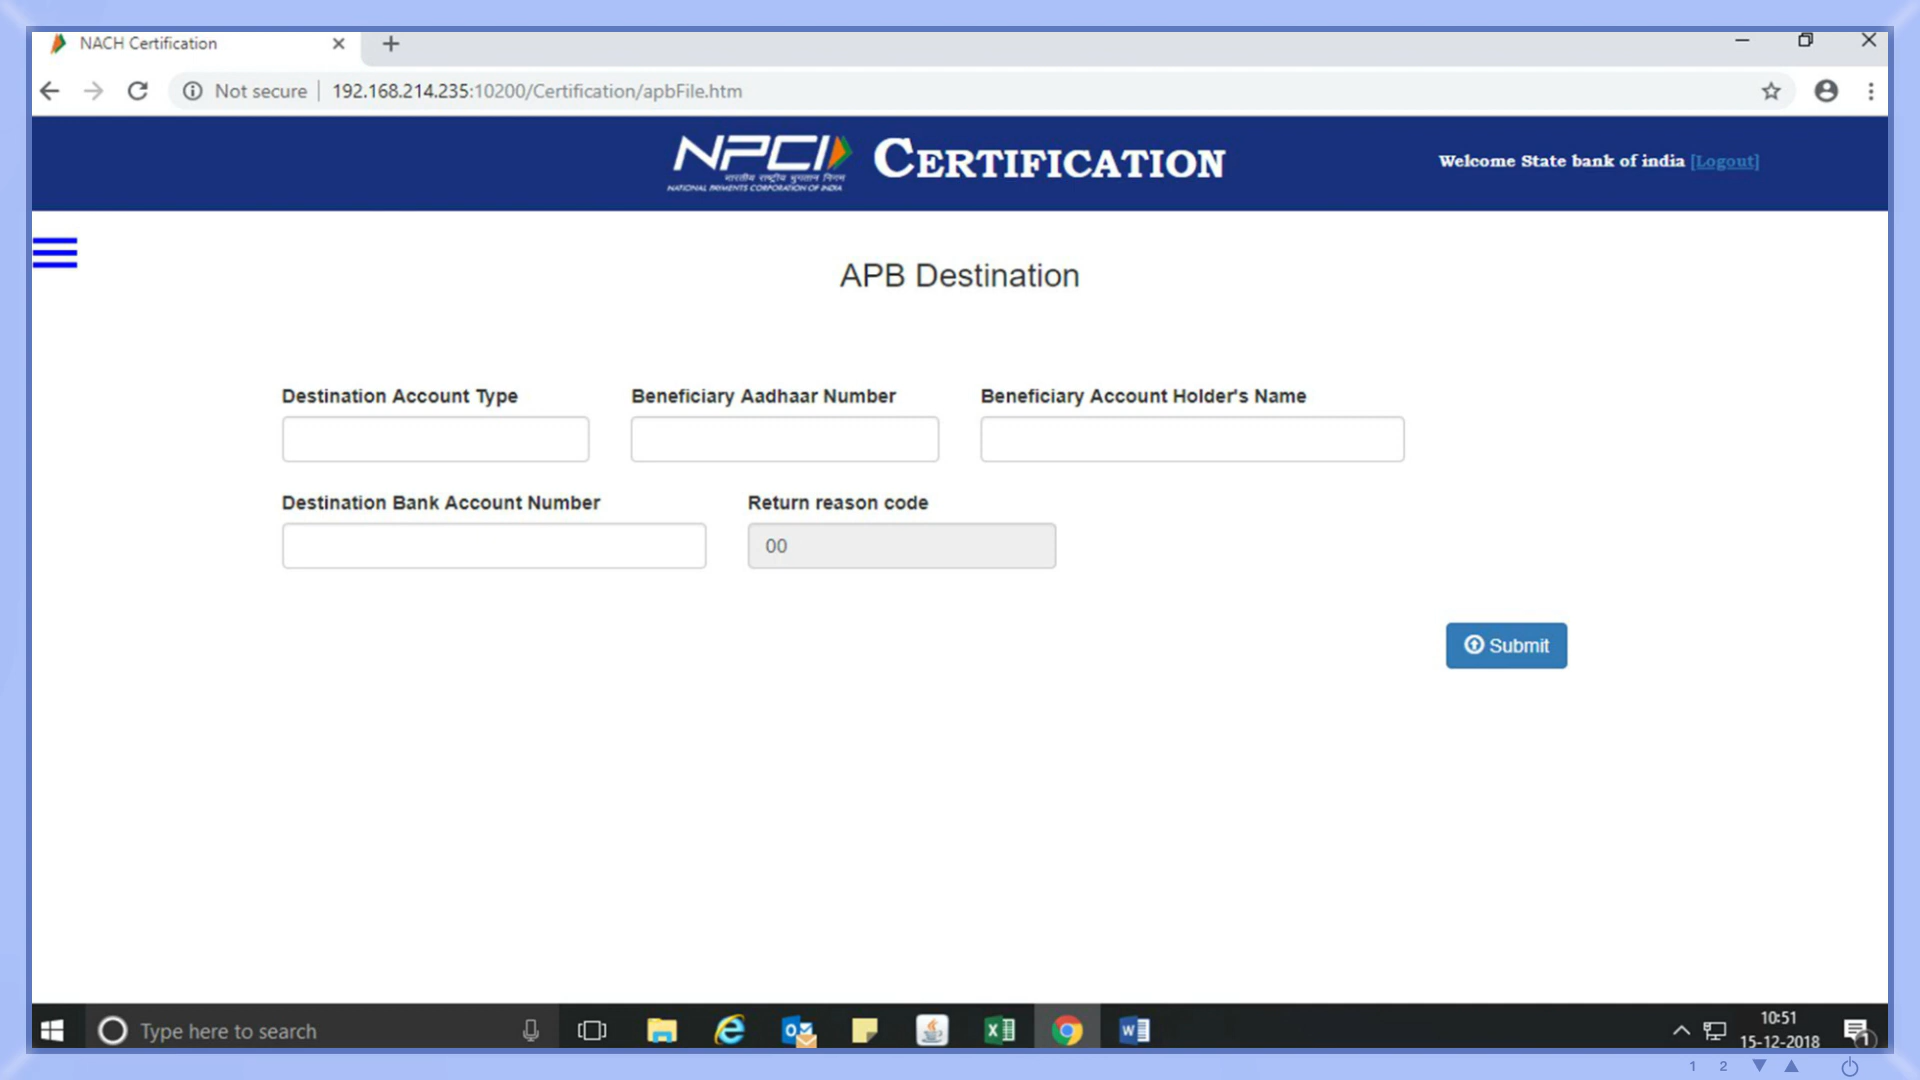 NACH Certification
Not secure | 192.168.214.235:10200/Certification/apbFile.htm
NPCI
भारतीय राष्ट्रीय भुगतान निगम
NATIONAL PAYMENTS CORPORATION OF INDIA
CERTIFICATION
Welcome State bank of india [Logout]
APB Destination
Destination Account Type
Beneficiary Aadhaar Number
Beneficiary Account Holder's Name
Destination Bank Account Number
Return reason code
00
Submit
Type here to search
10:51
15-12-2018
1 2